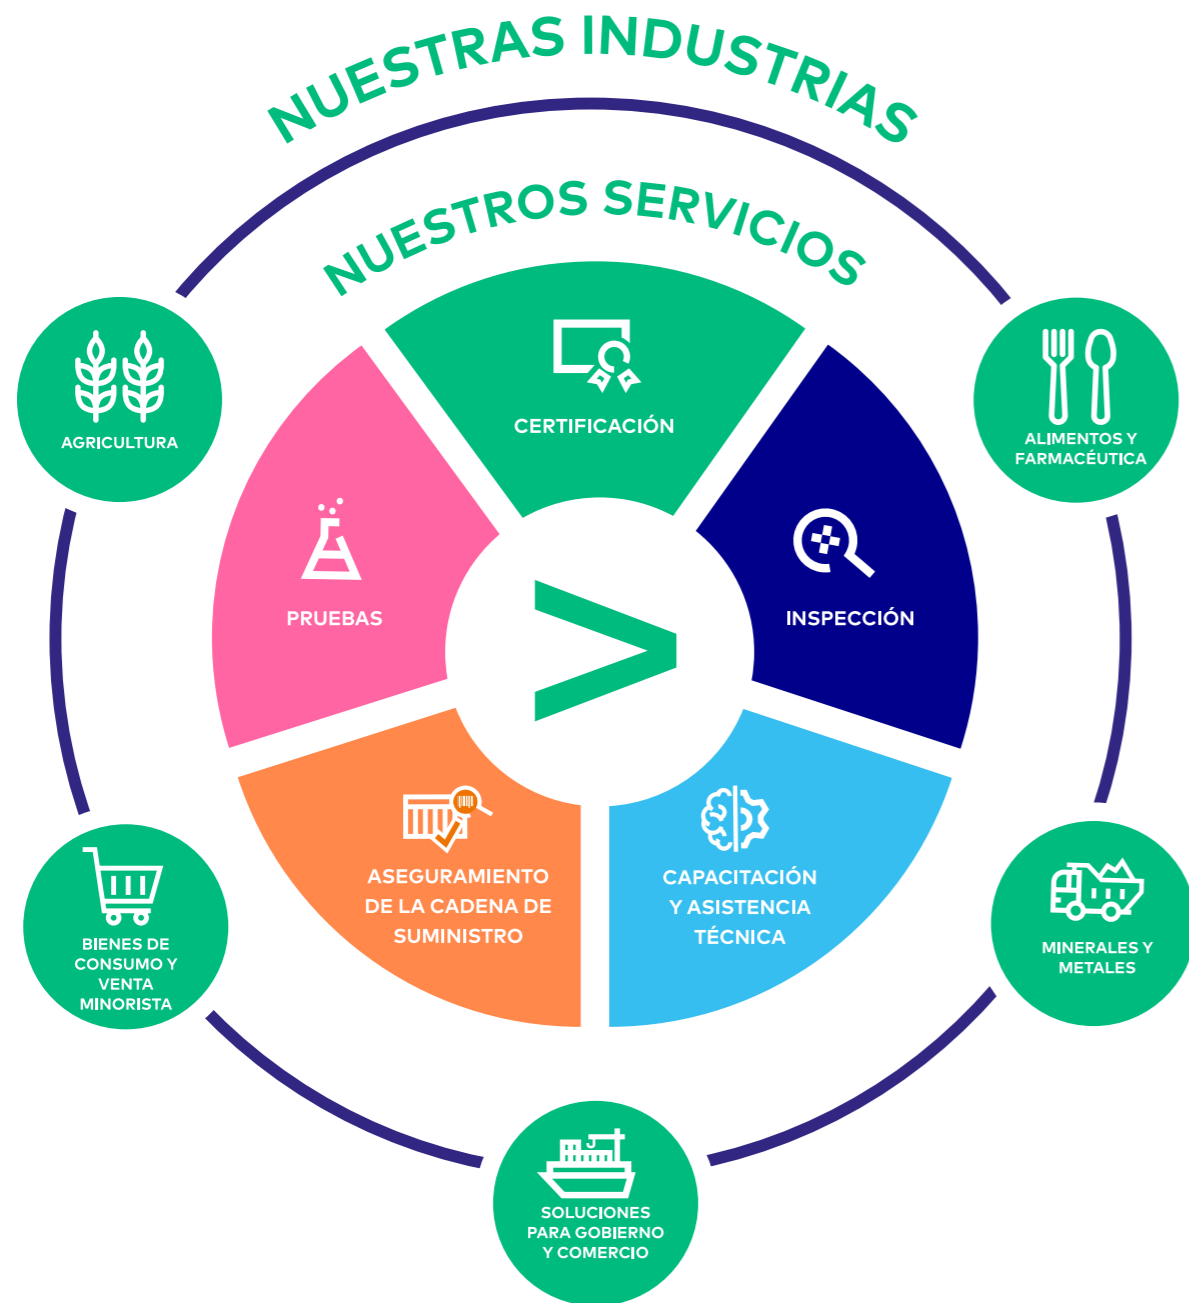 NUESTRAS INDUSTRIAS
NUESTROS SERVICIOS
CERTIFICACIÓN
AGRICULTURA
ALIMENTOS Y
FARMACÉUTICA
PRUEBAS
INSPECCIÓN
ASEGURAMIENTO
DE LA CADENA DE
SUMINISTRO
CAPACITACIÓN
Y ASISTENCIA
TÉCNICA
BIENES DE
CONSUMO Y
VENTA
MINORISTA
MINERALES Y
METALES
SOLUCIONES
PARA GOBIERNO
Y COMERCIO